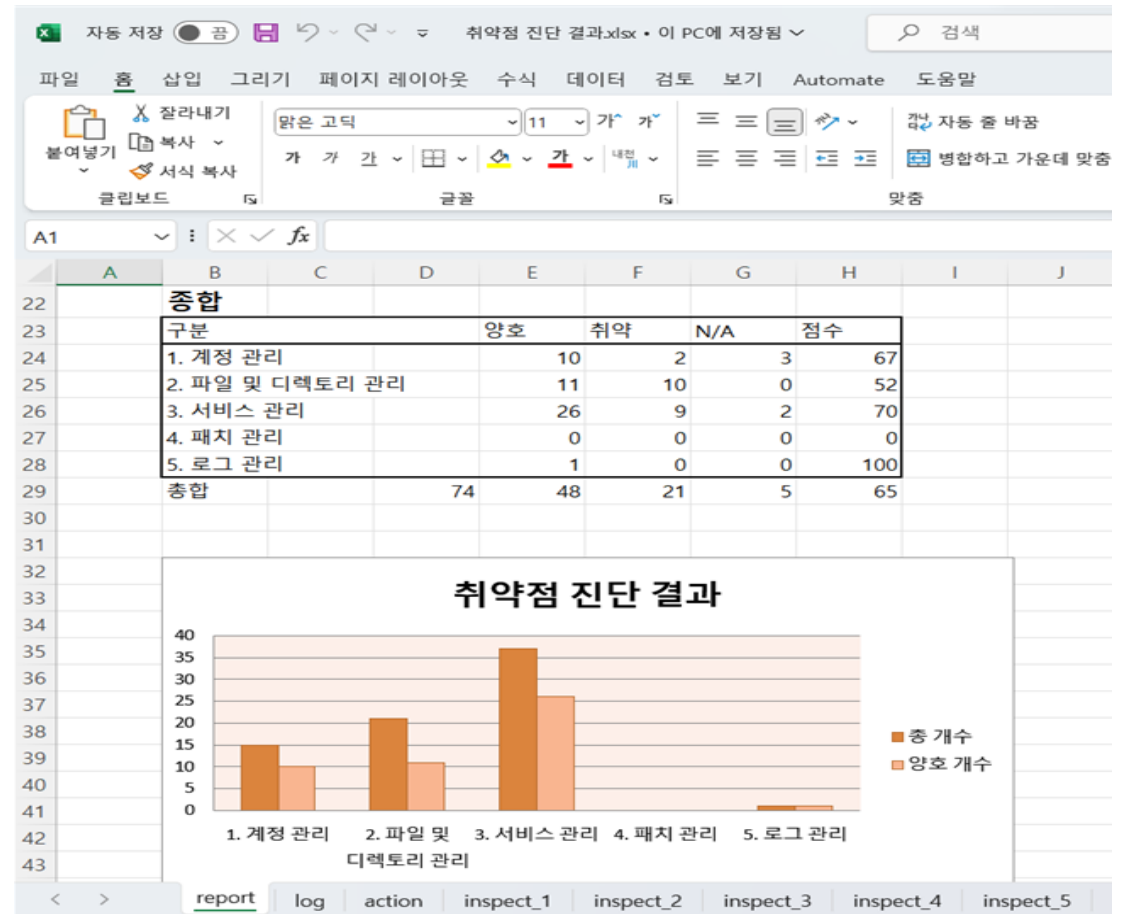 자동 저장 끔 취약점 진단 결과.xlsx • 이 PC에 저장됨 검색
파일 홈 삽입 그리기 페이지 레이아웃 수식 데이터 검토 보기 Automate 도움말
붙여넣기
잘라내기
복사
서식 복사
클립보드
맑은 고딕 11 가 가
가 가 가 가 내천
글꼴
자동 줄 바꿈
병합하고 가운데 맞춤
맞춤
A1 fx
A B C D E F G H I J
22 종합
23 구분 양호 취약 N/A 점수
24 1. 계정 관리 10 2 3 67
25 2. 파일 및 디렉토리 관리 11 10 0 52
26 3. 서비스 관리 26 9 2 70
27 4. 패치 관리 0 0 0 0
28 5. 로그 관리 1 0 0 100
29 총합 74 48 21 5 65
30
31
32
33
34
35
36
37
38
39
40
41
42
43
취약점 진단 결과
40
35
30
25
20
15
10
5
0
1. 계정 관리 2. 파일 및 디렉토리 관리 3. 서비스 관리 4. 패치 관리 5. 로그 관리
종 개수
양호 개수
report log action inspect_1 inspect_2 inspect_3 inspect_4 inspect_5